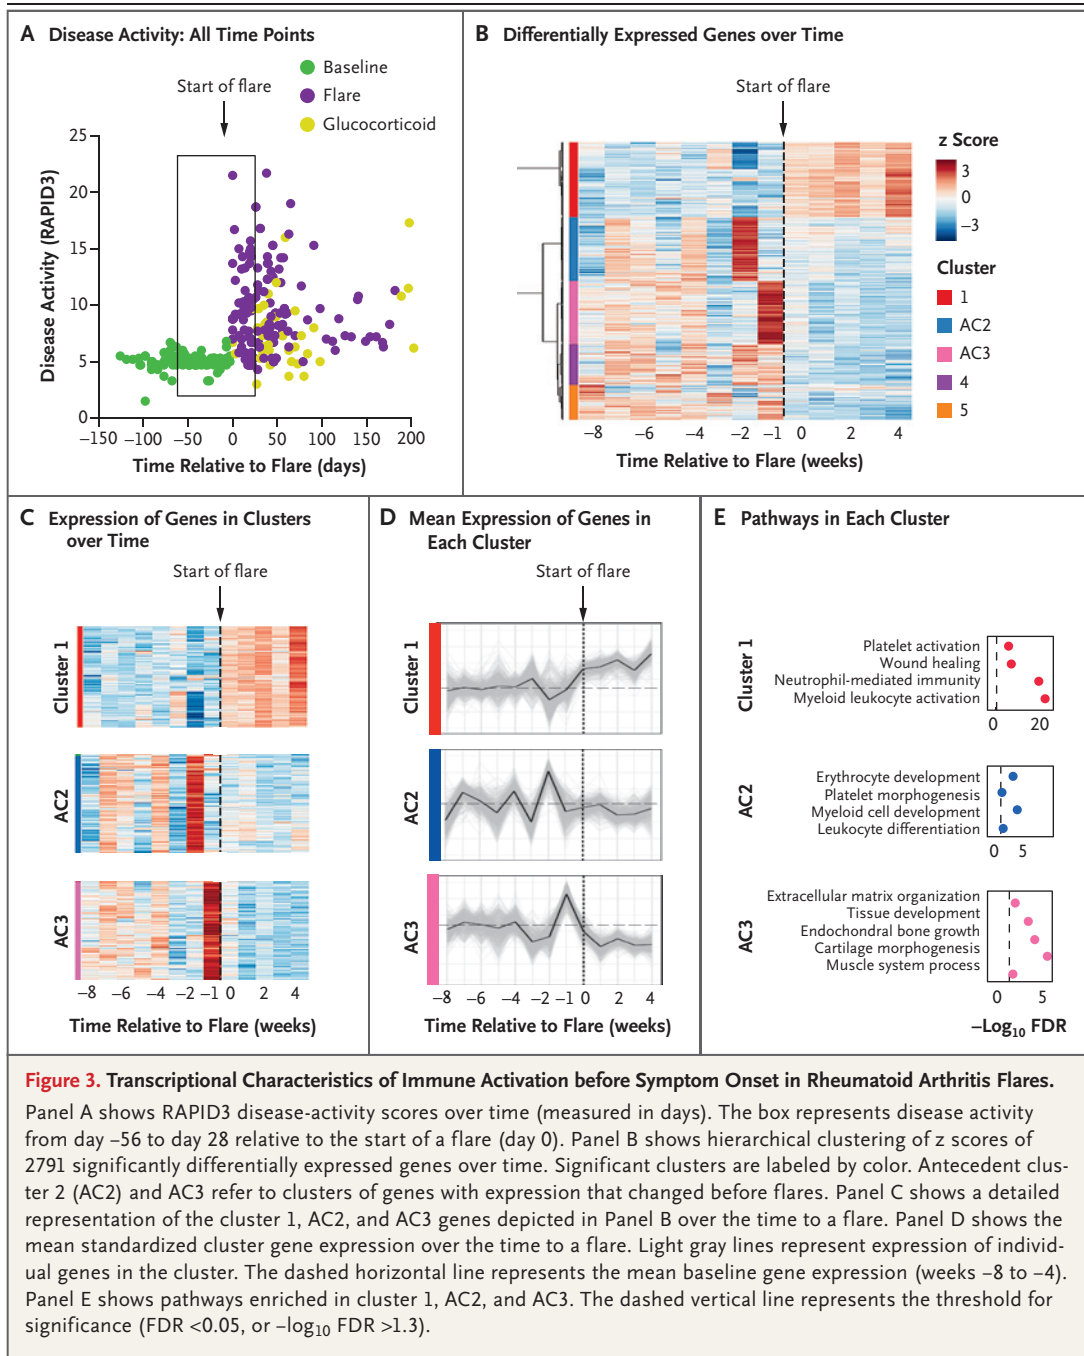 A Disease Activity: All Time Points
Start of flare
Baseline
Flare
Glucocorticoid
Disease Activity (RAPID3)
25
20
15
10
5
0
−150 −100 −50 0 50 100 150 200
Time Relative to Flare (days)
B Differentially Expressed Genes over Time
Start of flare
z Score
3
0
−3
Cluster
1
AC2
AC3
4
5
−8 −6 −4 −2 −1 0 2 4
Time Relative to Flare (weeks)
C Expression of Genes in Clusters
over Time
Start of flare
Cluster 1
AC2
AC3
−8 −6 −4 −2 −1 0 2 4
Time Relative to Flare (weeks)
D Mean Expression of Genes in
Each Cluster
Start of flare
Cluster 1
AC2
AC3
−8 −6 −4 −2 −1 0 2 4
Time Relative to Flare (weeks)
E Pathways in Each Cluster
Cluster 1
Platelet activation
Wound healing
Neutrophil-mediated immunity
Myeloid leukocyte activation
0 20
AC2
Erythrocyte development
Platelet morphogenesis
Myeloid cell development
Leukocyte differentiation
0 5
AC3
Extracellular matrix organization
Tissue development
Endochondral bone growth
Cartilage morphogenesis
Muscle system process
0 5
−Log10 FDR
Figure 3. Transcriptional Characteristics of Immune Activation before Symptom Onset in Rheumatoid Arthritis Flares.
Panel A shows RAPID3 disease-activity scores over time (measured in days). The box represents disease activity
from day −56 to day 28 relative to the start of a flare (day 0). Panel B shows hierarchical clustering of z scores of
2791 significantly differentially expressed genes over time. Significant clusters are labeled by color. Antecedent clus-
ter 2 (AC2) and AC3 refer to clusters of genes with expression that changed before flares. Panel C shows a detailed
representation of the cluster 1, AC2, and AC3 genes depicted in Panel B over the time to a flare. Panel D shows the
mean standardized cluster gene expression over the time to a flare. Light gray lines represent expression of individ-
ual genes in the cluster. The dashed horizontal line represents the mean baseline gene expression (weeks −8 to −4).
Panel E shows pathways enriched in cluster 1, AC2, and AC3. The dashed vertical line represents the threshold for
significance (FDR <0.05, or −log10 FDR >1.3).